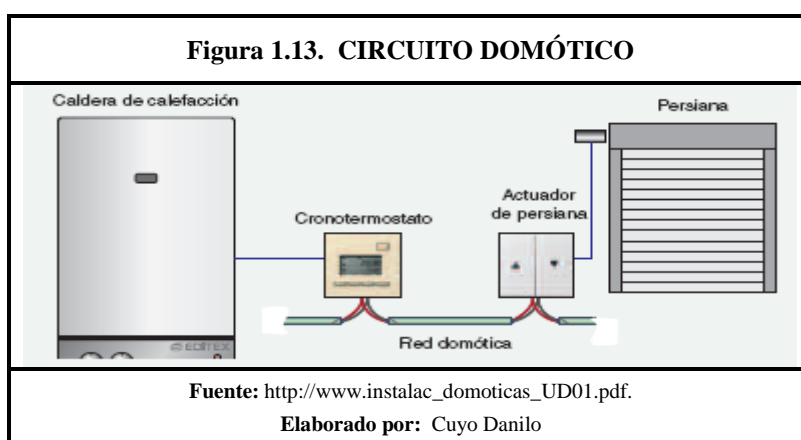 Figura 1.13. CIRCUITO DOMÓTICO
Caldera de calefacción
Persiana
Actuador
de persiana
Cronotermostato
Red domótica
© EDITEX
Fuente: http://www.instalac_domoticas_UD01.pdf.
Elaborado por: Cuyo Danilo